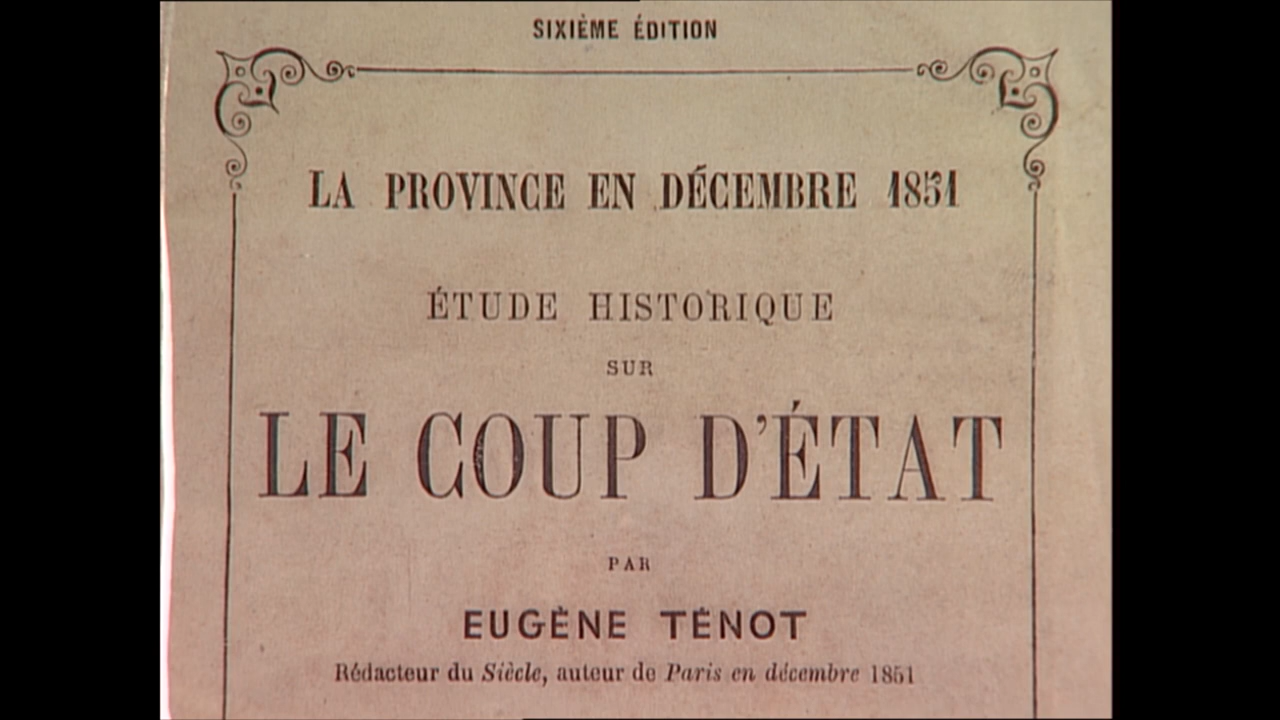 SIXIÈME ÉDITION
LA PROVINCE EN DÉCEMBRE 1851
ÉTUDE HISTORIQUE
SUR
LE COUP D'ÉTAT
PAR
EUGÈNE TÉNOT
Rédacteur du Siècle, auteur de Paris en décembre 1851